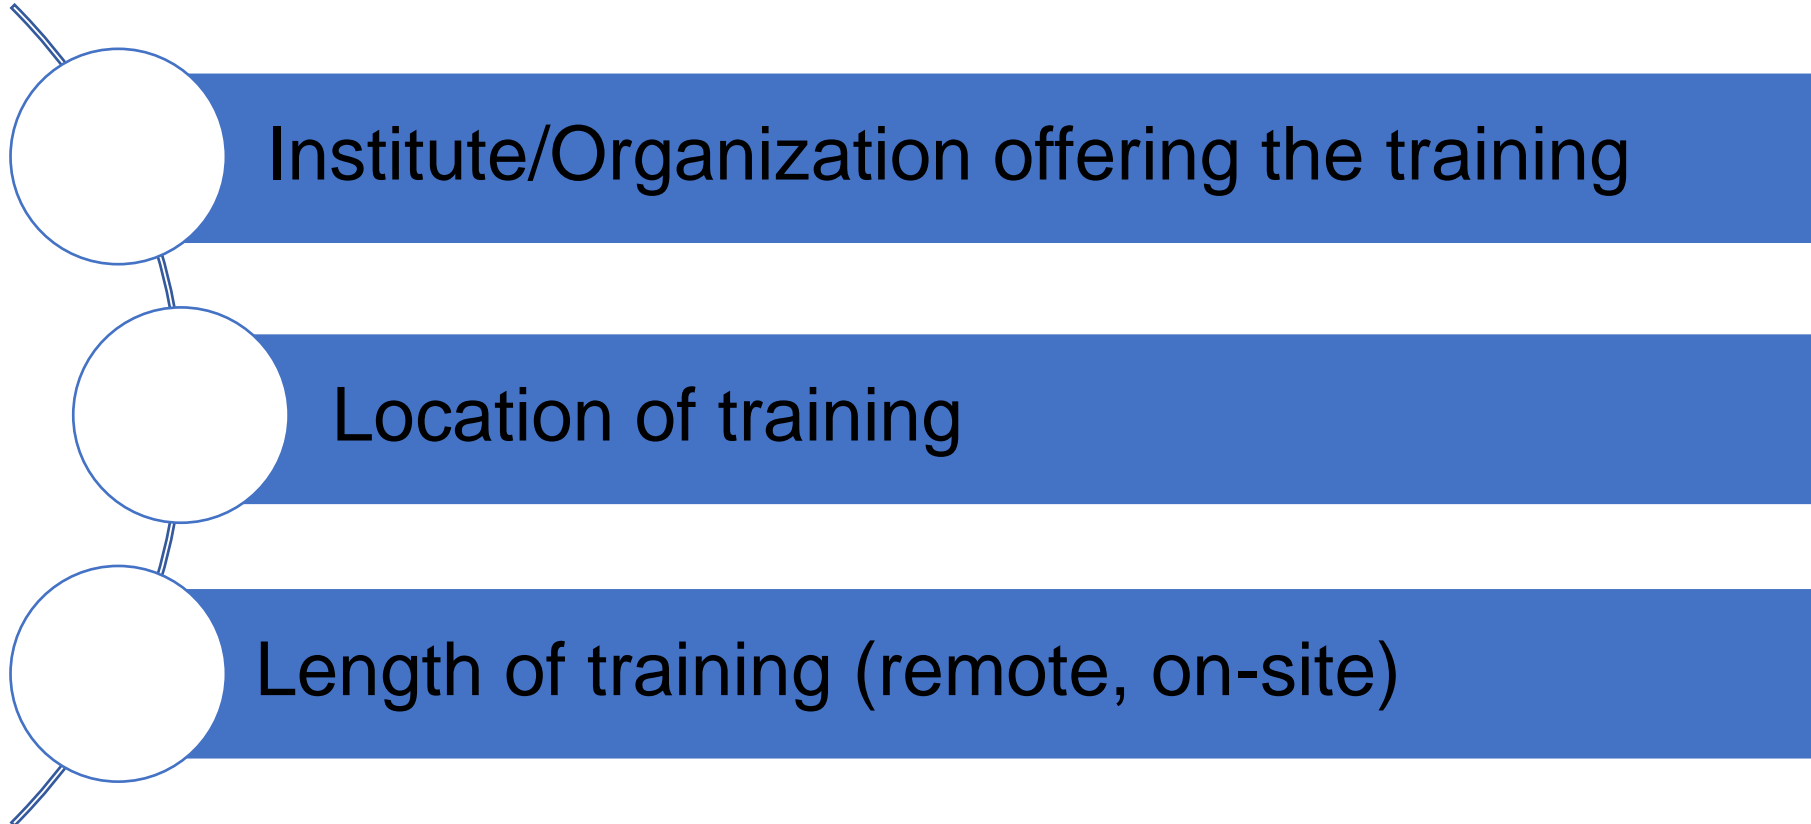 Institute/Organization offering the training
Location of training
Length of training (remote, on-site)